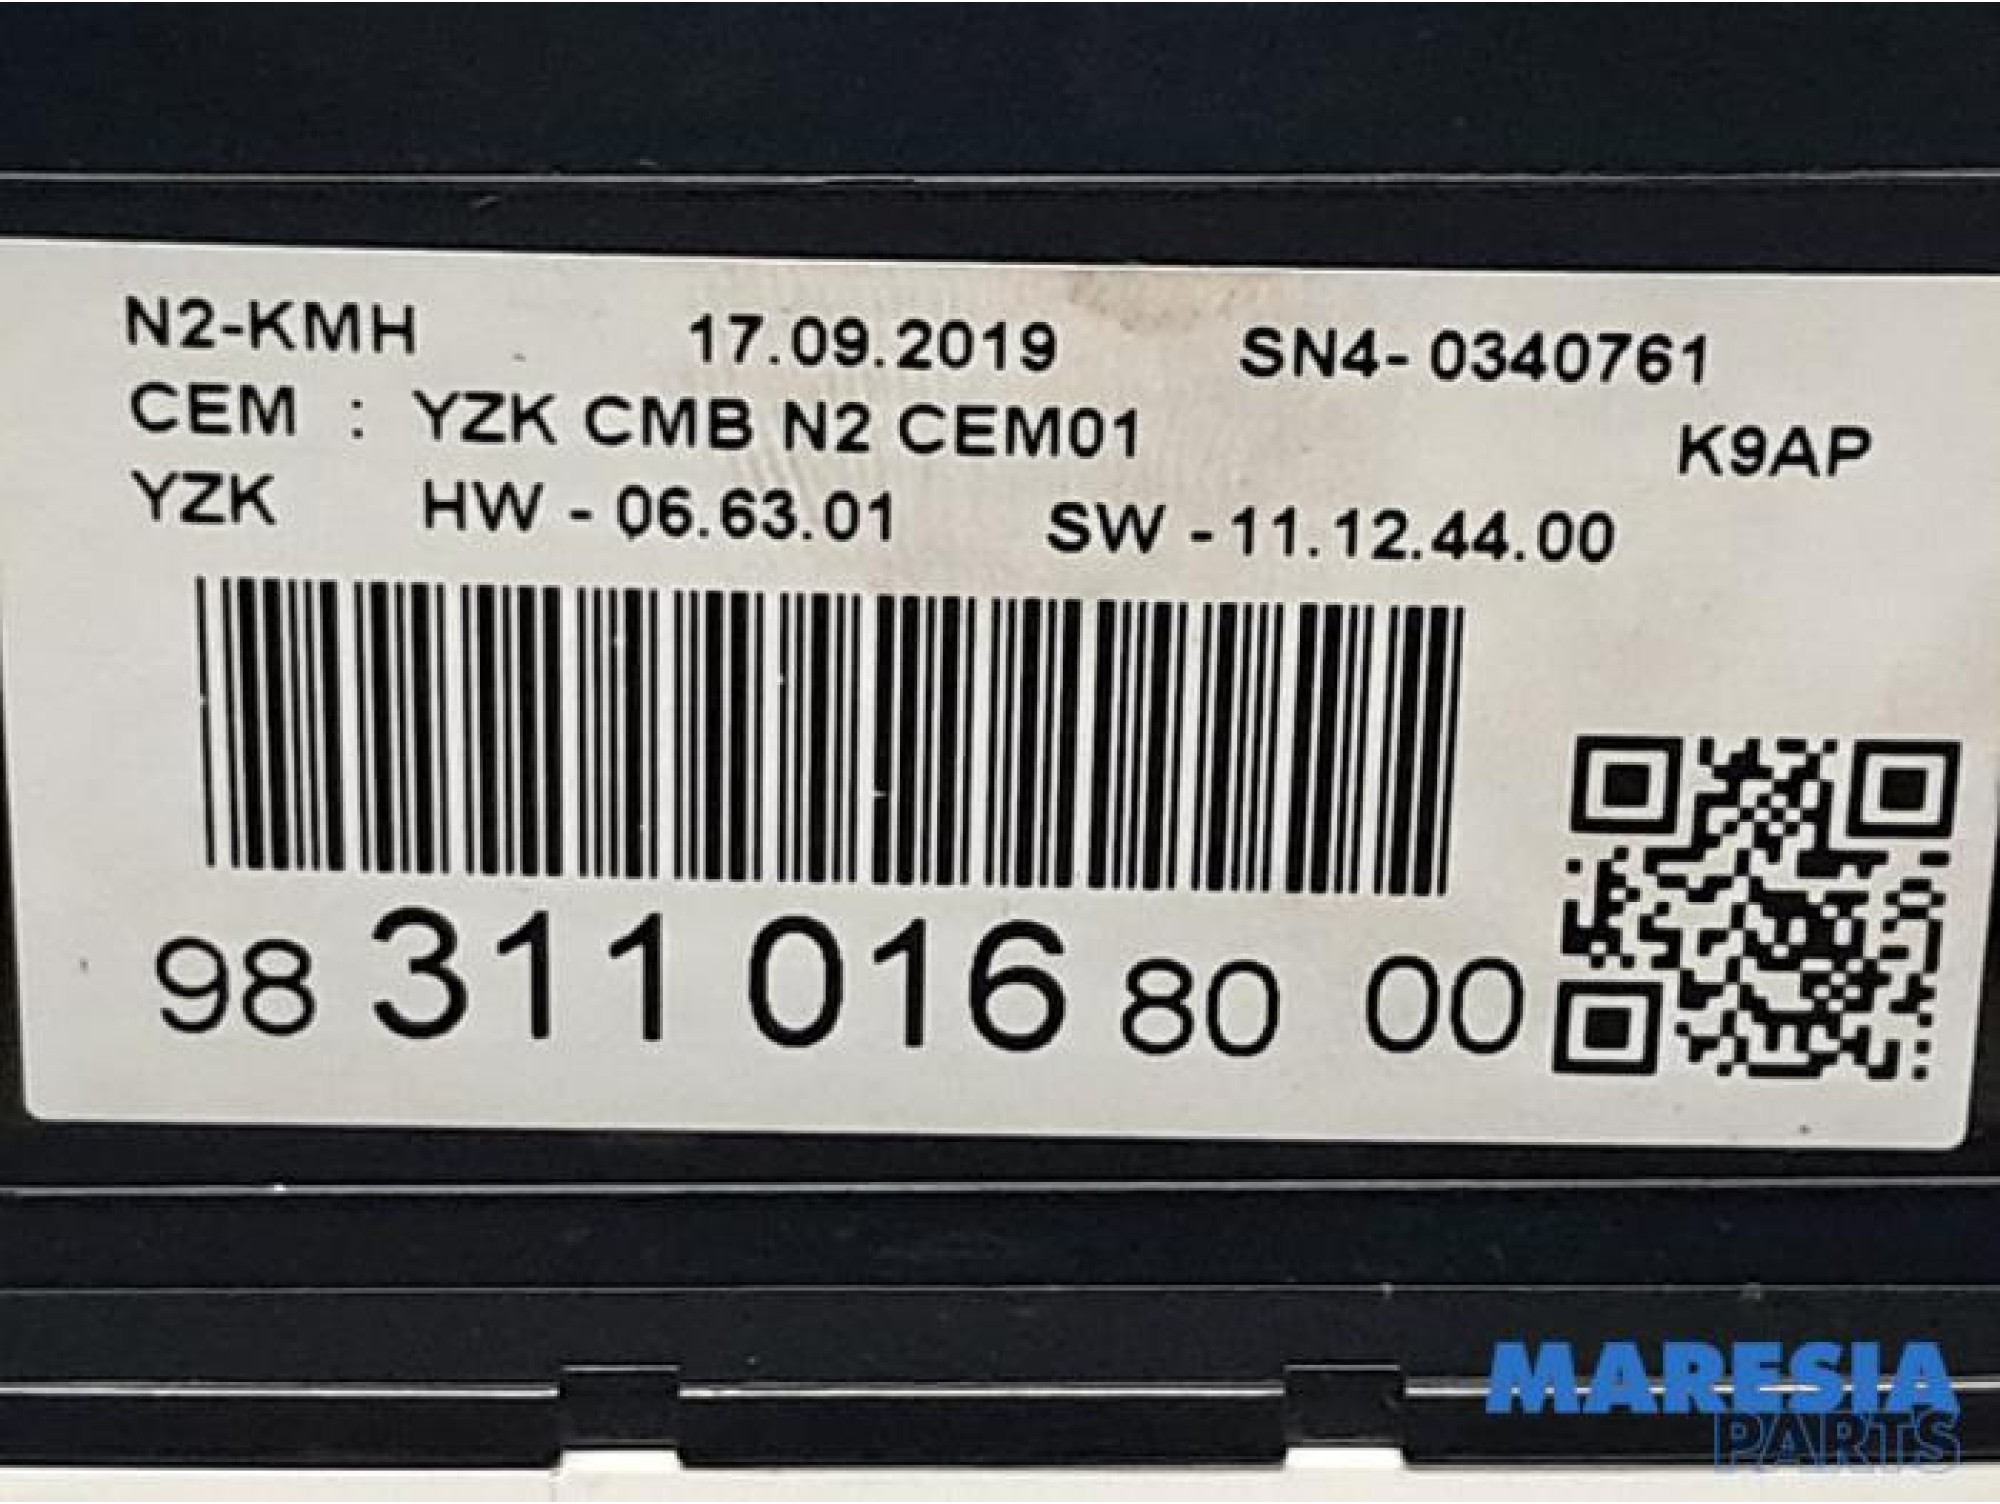 N2-KMH 17.09.2019 SN4- 0340761
CEM : YZK CMB N2 CEM01 K9AP
YZK HW - 06.63.01 SW - 11.12.44.00
98 311 016 80 00
MARESIA
PARTS